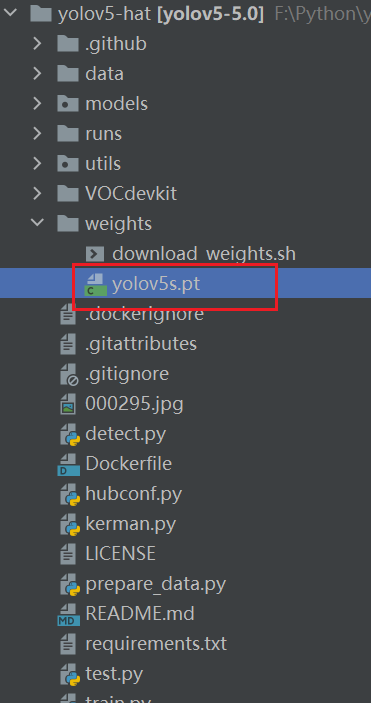 yolov5-hat [yolov5-5.0] F:\Python\y
.github
data
models
runs
utils
VOCdevkit
weights
download_weights.sh
yolov5s.pt
.dockerignore
.gitattributes
.gitignore
000295.jpg
detect.py
Dockerfile
hubconf.py
kerman.py
LICENSE
prepare_data.py
README.md
requirements.txt
test.py
train.py